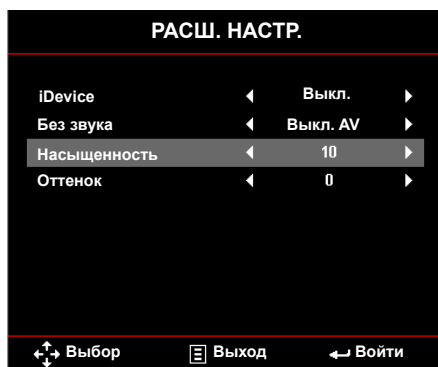 РАСШ. НАСТР.
iDevice Выкл.
Без звука Выкл. AV
Насыщенность 10
Оттенок 0
Выбор Выход Войти